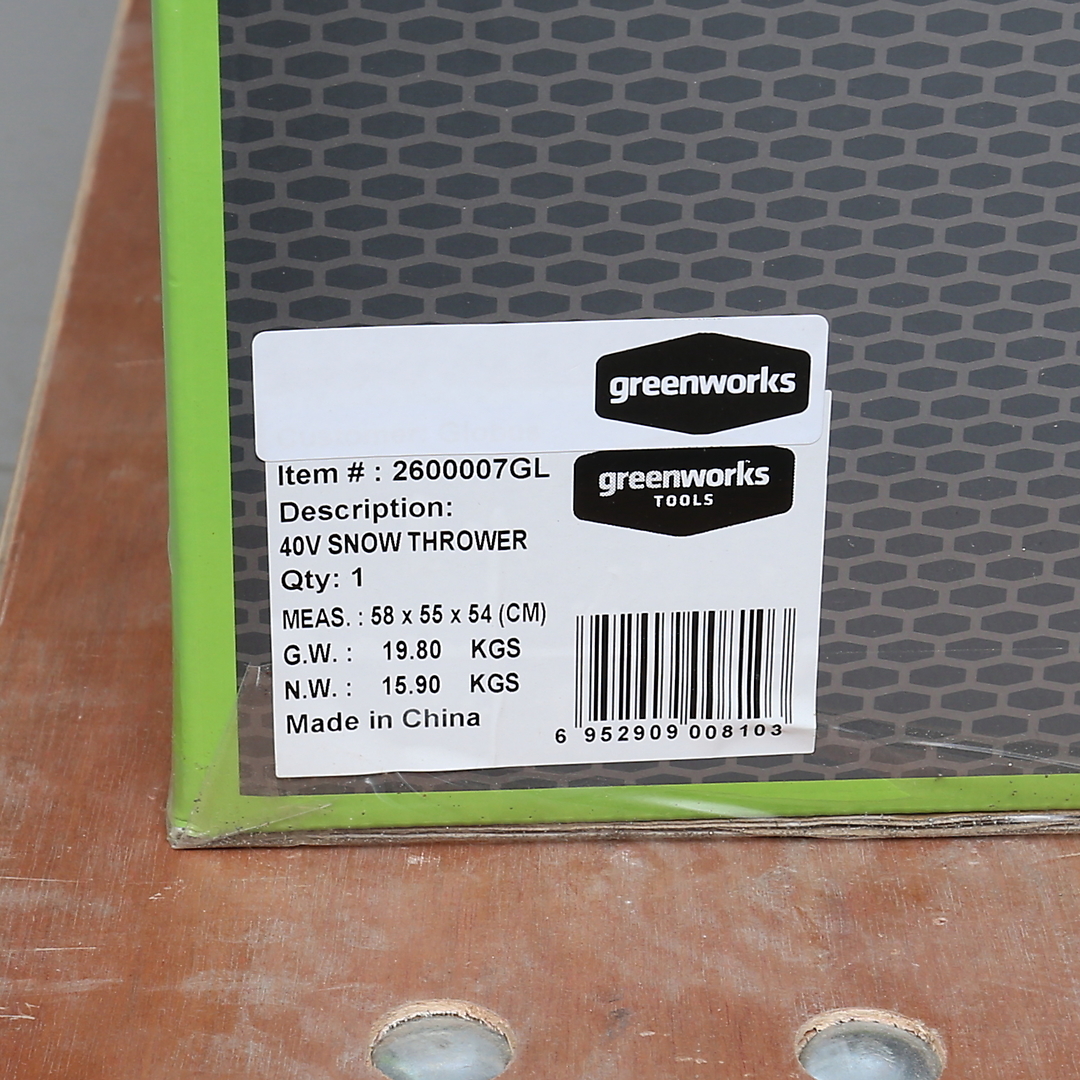 greenworks
Item # : 2600007GL
greenworks
TOOLS
Description:
40V SNOW THROWER
Qty: 1
MEAS. : 58 x 55 x 54 (CM)
G.W. : 19.80 KGS
N.W. : 15.90 KGS
Made in China
6 952909 008103